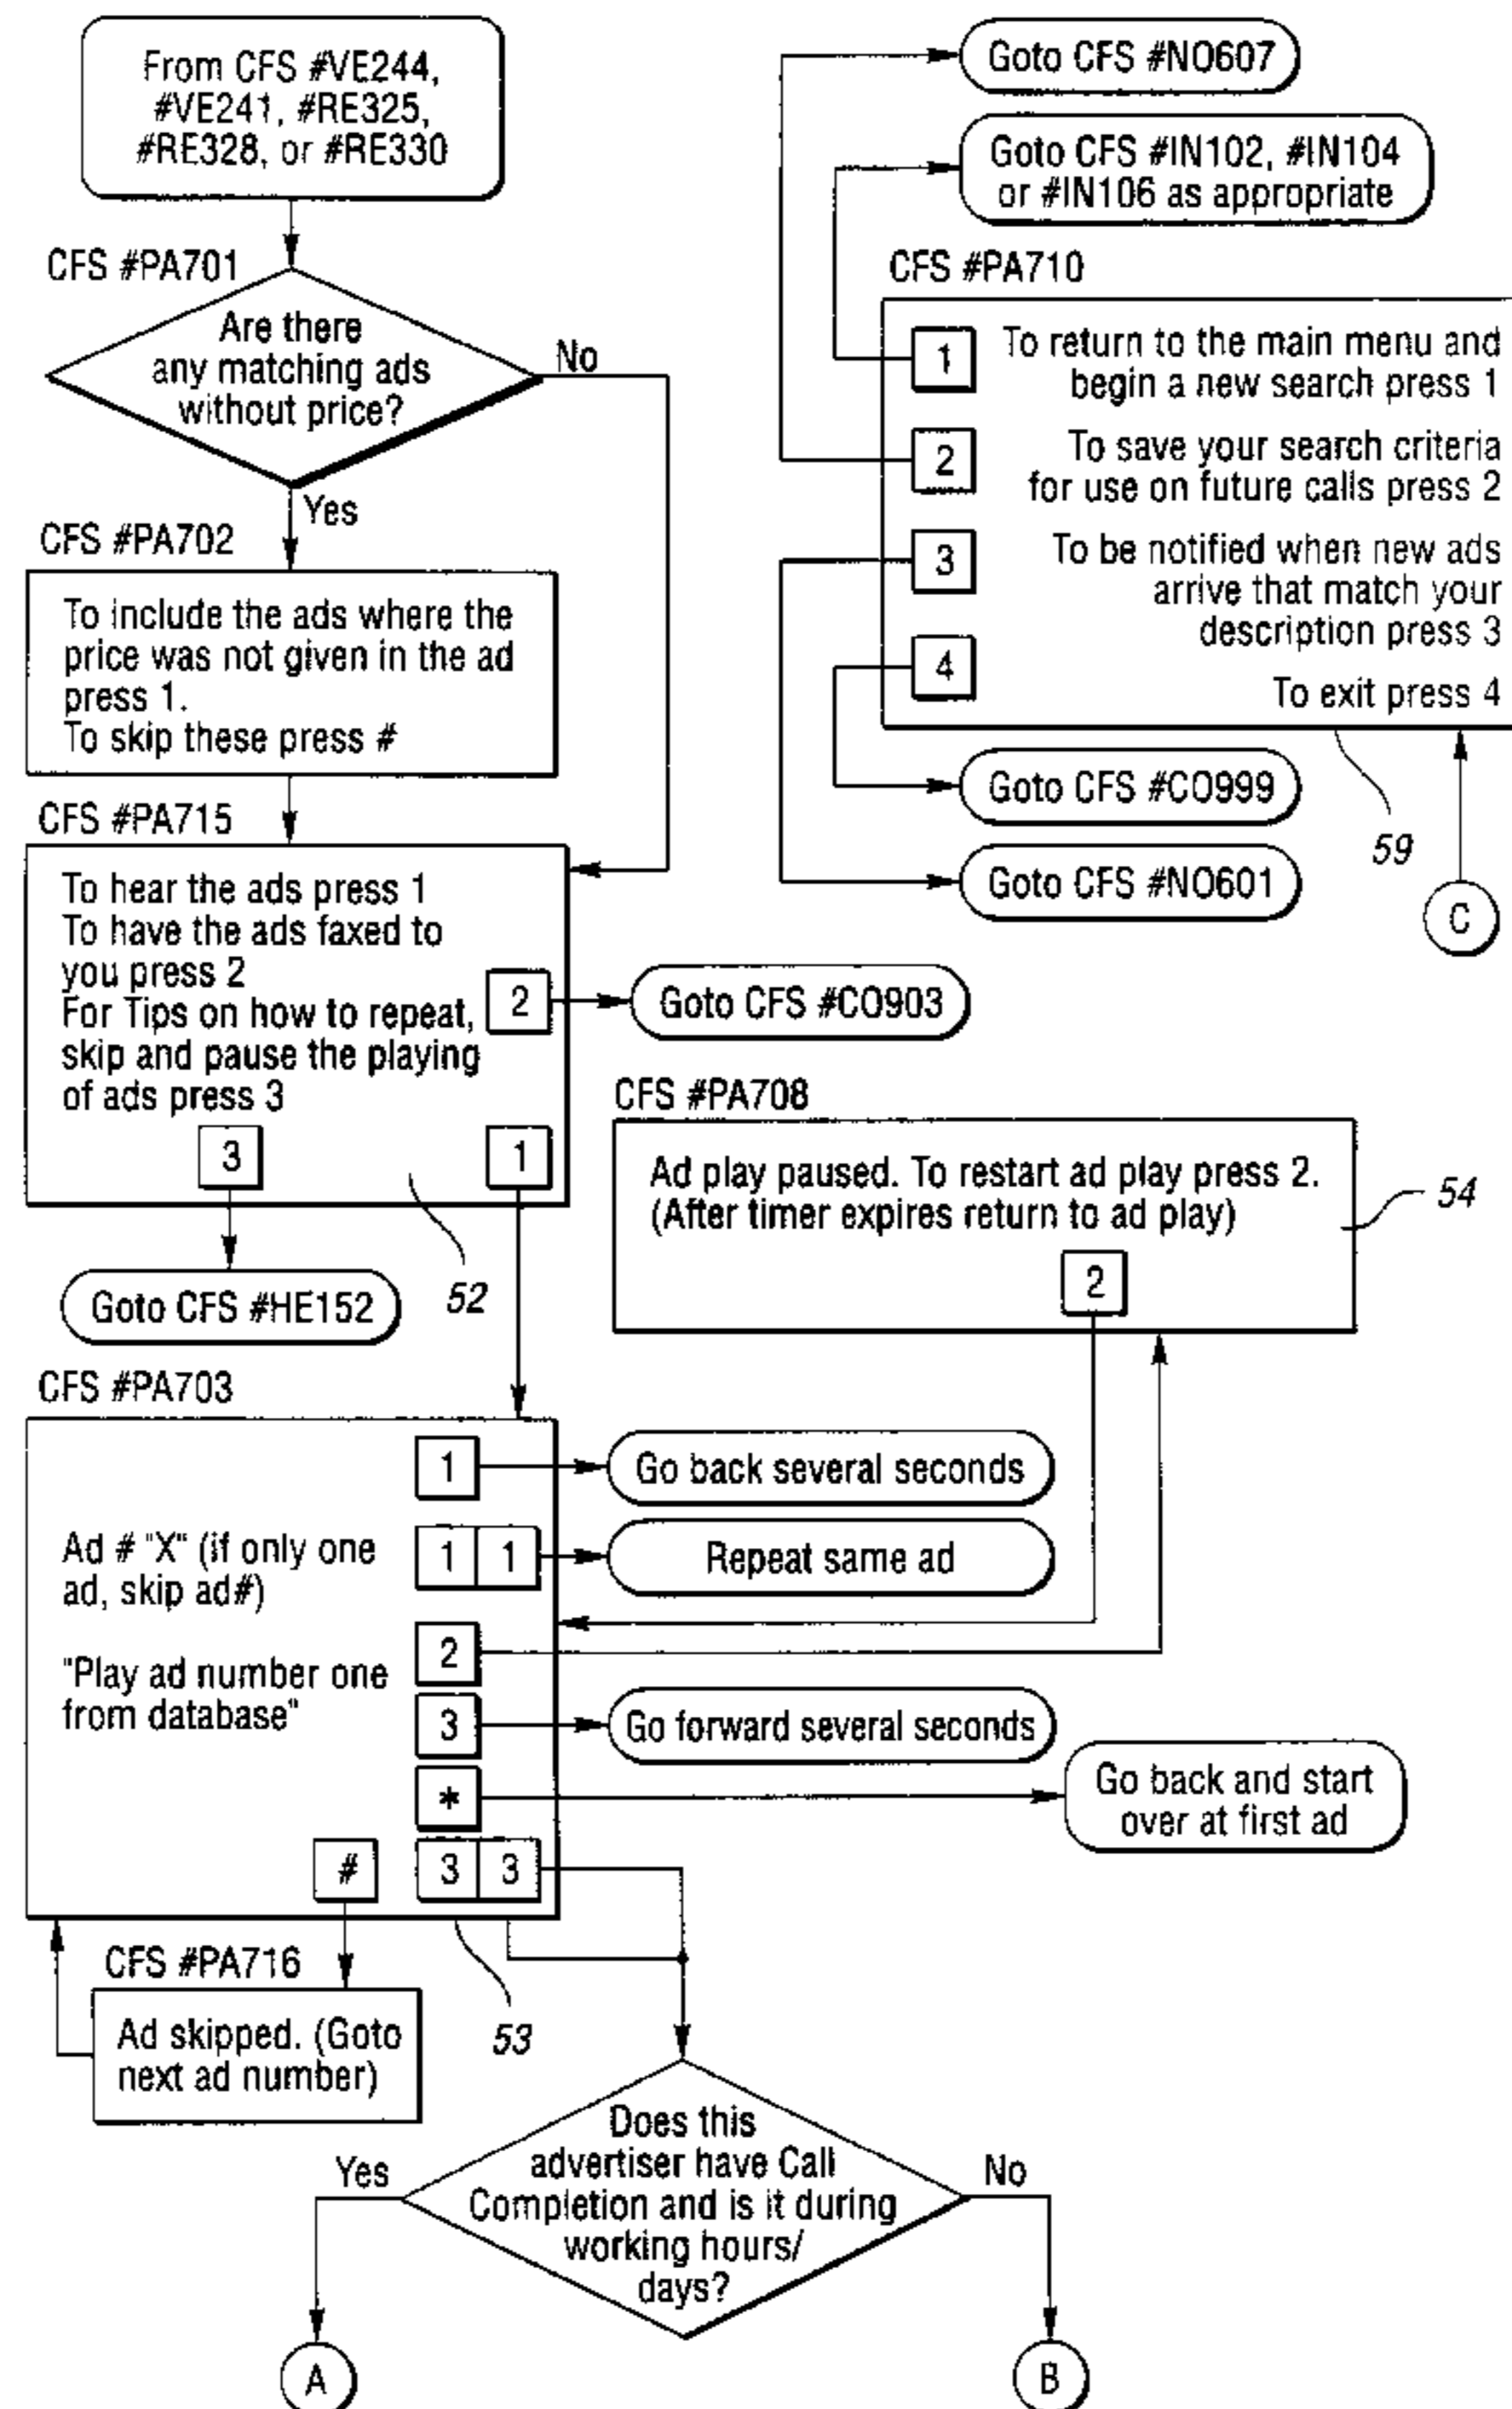 From CFS #VE244,
#VE241, #RE325,
#RE328, or #RE330
CFS #PA701
Are there
any matching ads
without price?
No
Yes
CFS #PA702
To include the ads where the
price was not given in the ad
press 1.
To skip these press #
CFS #PA715
To hear the ads press 1
To have the ads faxed to
you press 2
For Tips on how to repeat,
skip and pause the playing
of ads press 3
2
3
1
Goto CFS #CO903
Goto CFS #HE152
52
Goto CFS #NO607
Goto CFS #IN102, #IN104
or #IN106 as appropriate
CFS #PA710
1
To return to the main menu and
begin a new search press 1
2
To save your search criteria
for use on future calls press 2
3
To be notified when new ads
arrive that match your
description press 3
4
To exit press 4
Goto CFS #CO999
59
Goto CFS #NO601
C
CFS #PA708
Ad play paused. To restart ad play press 2.
(After timer expires return to ad play)
2
54
CFS #PA703
Ad # "X" (if only one
ad, skip ad#)
"Play ad number one
from database"
1
Go back several seconds
1 1
Repeat same ad
2
3
Go forward several seconds
*
Go back and start
over at first ad
#
3 3
CFS #PA716
Ad skipped. (Goto
next ad number)
53
Does this
advertiser have Call
Completion and is it during
working hours/
days?
Yes
No
A
B